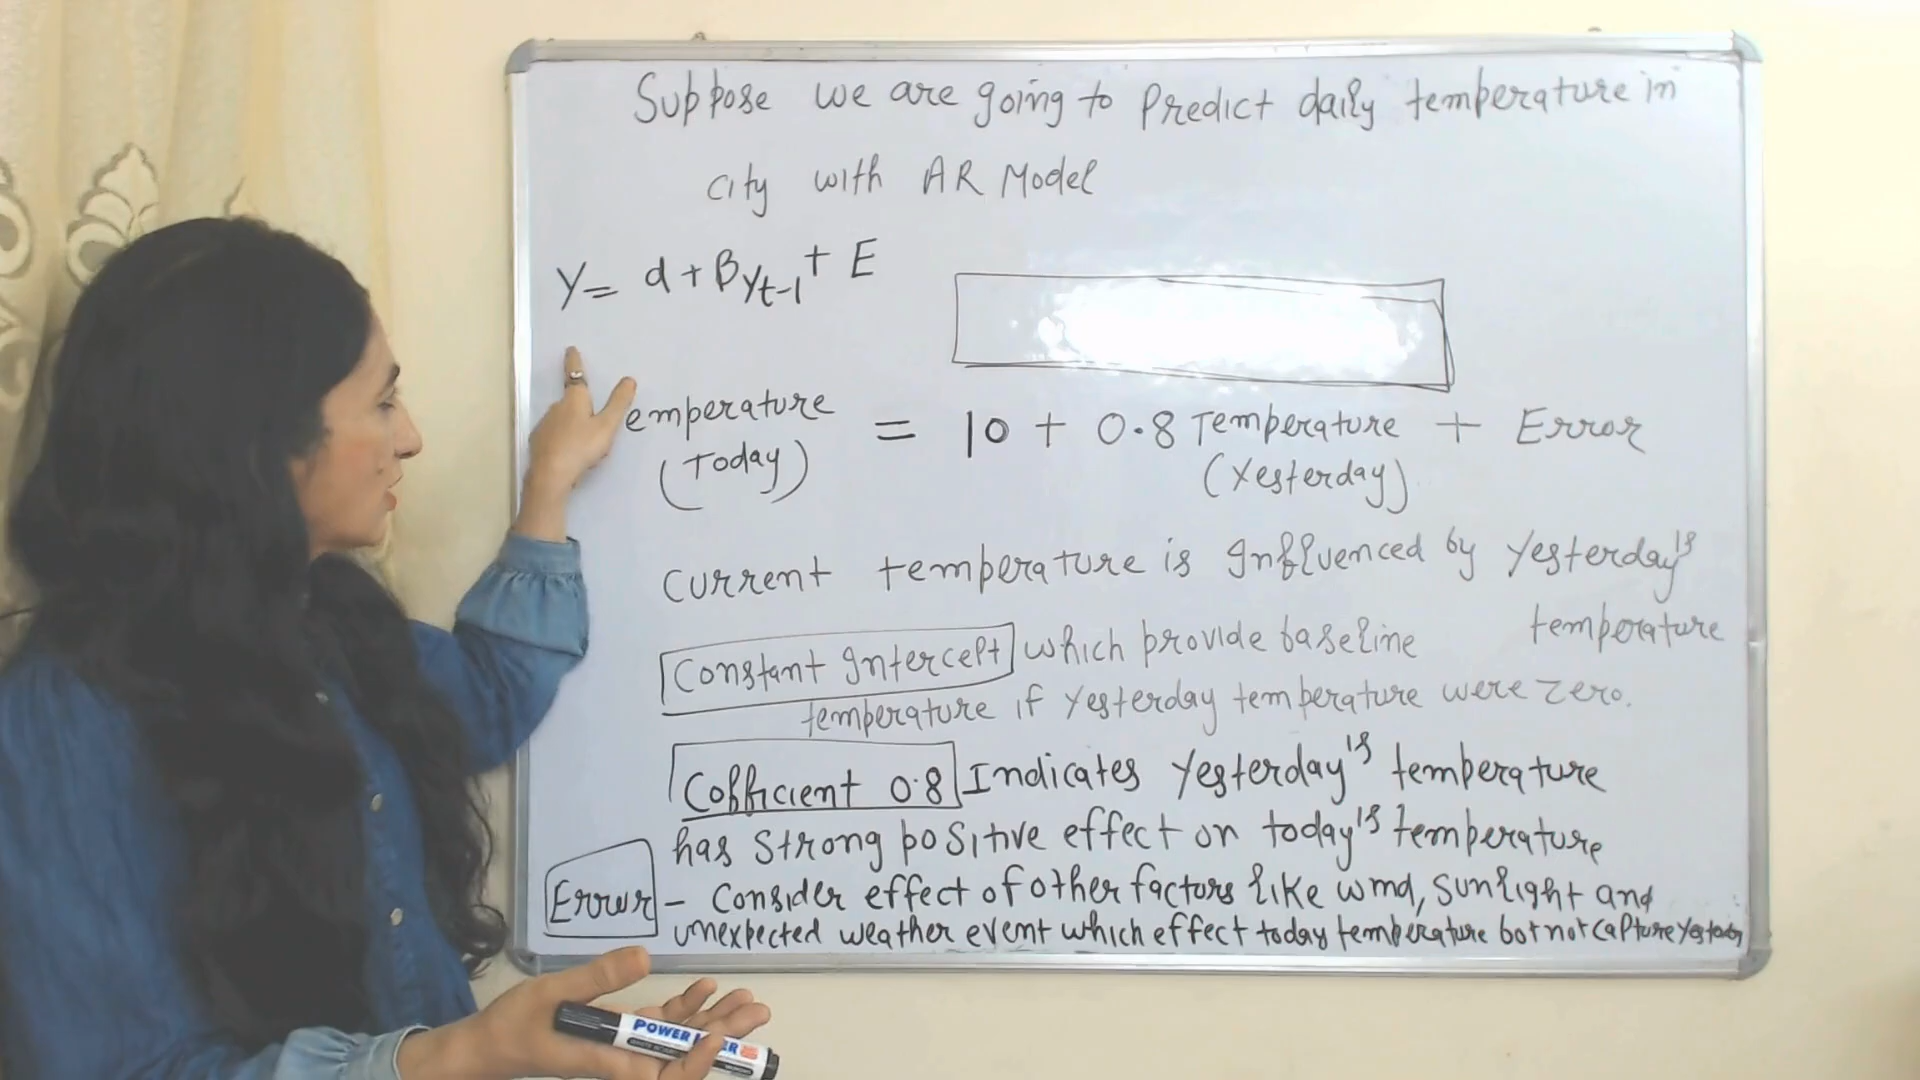 Suppose we are going to Predict daily temperature in
city with AR Model
Y = α + βyt-1 + E
emperature = 10 + 0.8 Temperature + Error
(Today) (Yesterday)
Current temperature is Influenced by Yesterday's
temperature
Constant Intercept which provide baseline
temperature if Yesterday temperature were zero.
Cofficient 0.8 Indicates Yesterday's temperature
has strong positive effect on today's temperature
Error - Consider effect of other factors like wind, sunlight and
unexpected weather event which effect today temperature bot not capture
POWER